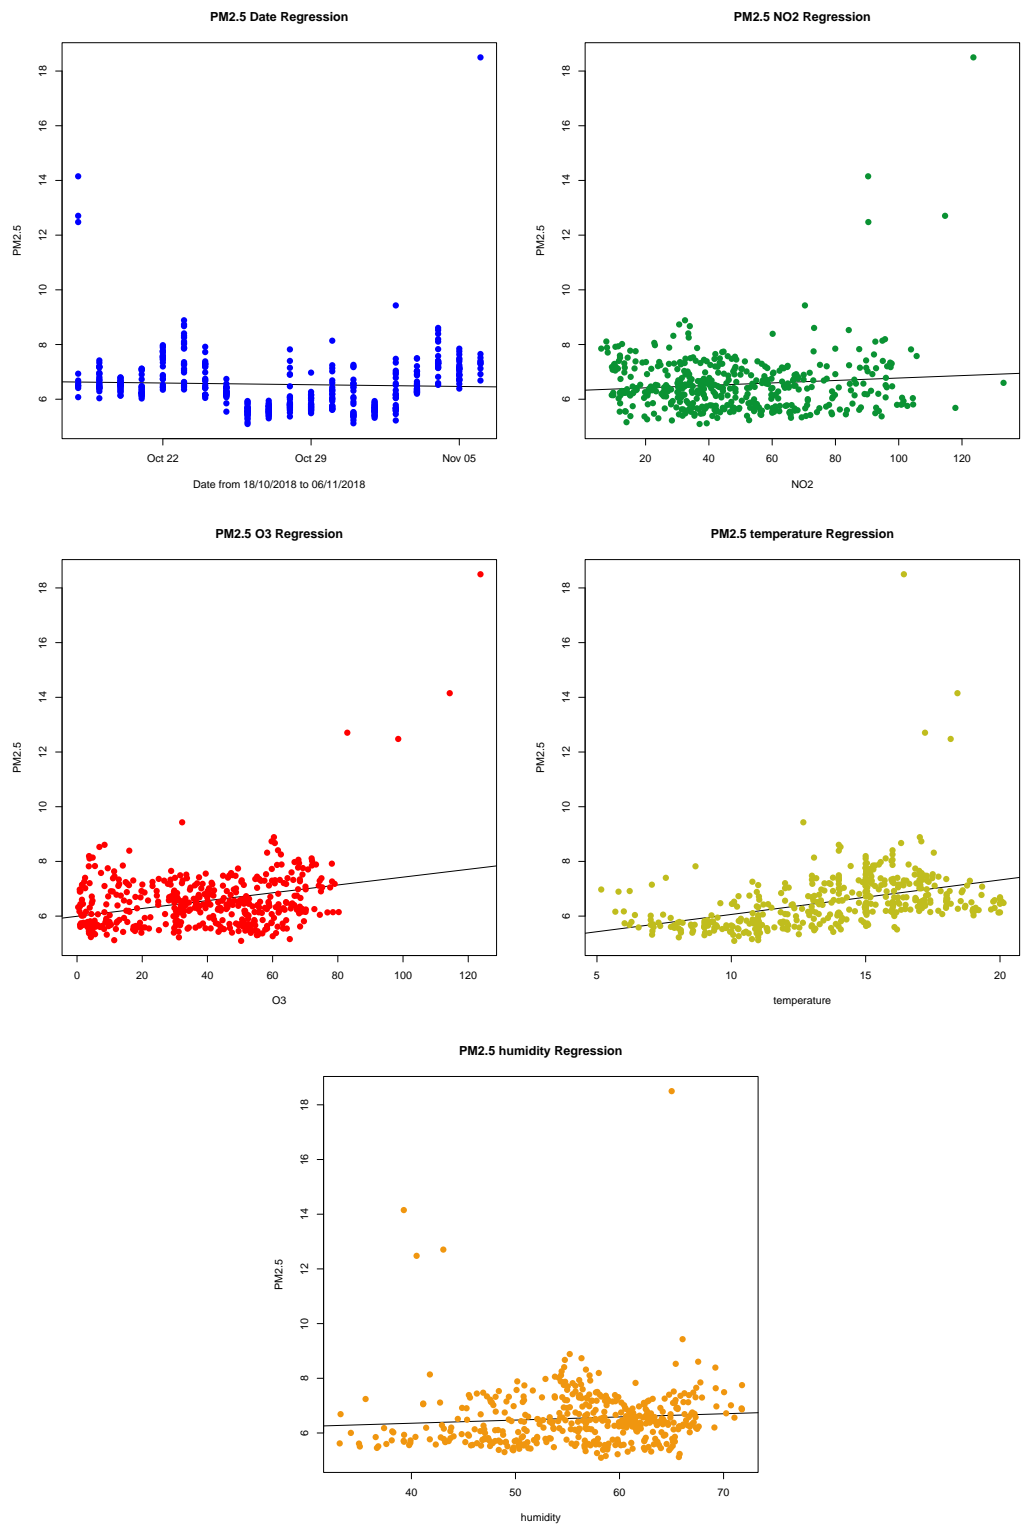 PM2.5 Date Regression
PM2.5
18
16
14
12
10
8
6
Oct 22 Oct 29 Nov 05
Date from 18/10/2018 to 06/11/2018
PM2.5 NO2 Regression
PM2.5
18
16
14
12
10
8
6
20 40 60 80 100 120
NO2
PM2.5 O3 Regression
PM2.5
18
16
14
12
10
8
6
0 20 40 60 80 100 120
O3
PM2.5 temperature Regression
PM2.5
18
16
14
12
10
8
6
5 10 15 20
temperature
PM2.5 humidity Regression
PM2.5
18
16
14
12
10
8
6
40 50 60 70
humidity